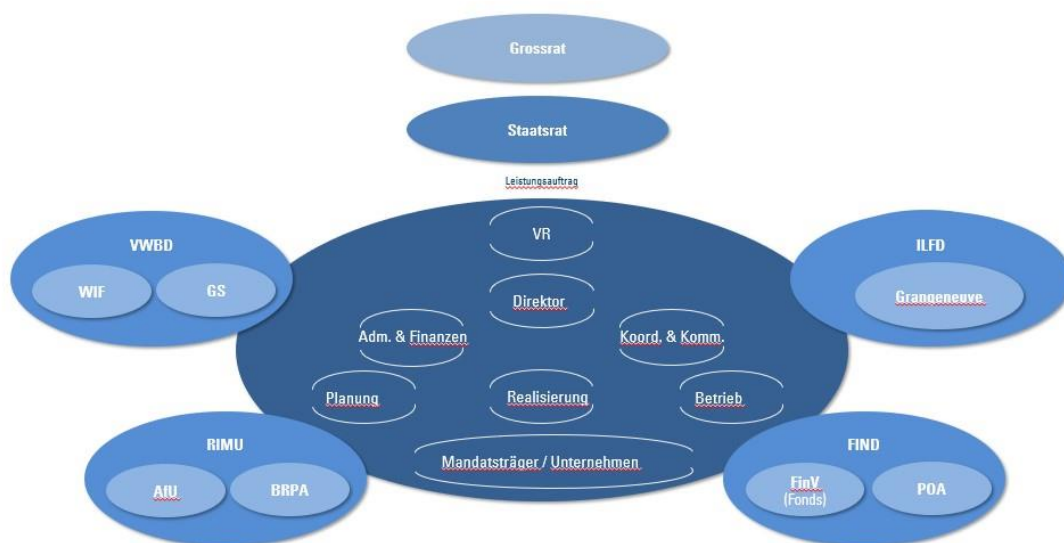 Grossrat
Staatsrat
Leistungsauftrag
VR
VWBD
ILFD
WIF
GS
Direktor
Grangeneuve
Adm. & Finanzen
Koord. & Komm.
Planung
Realisierung
Betrieb
RIMU
FIND
Mandatsträger / Unternehmen
AIU
BRPA
FinV
(Fonds)
POA